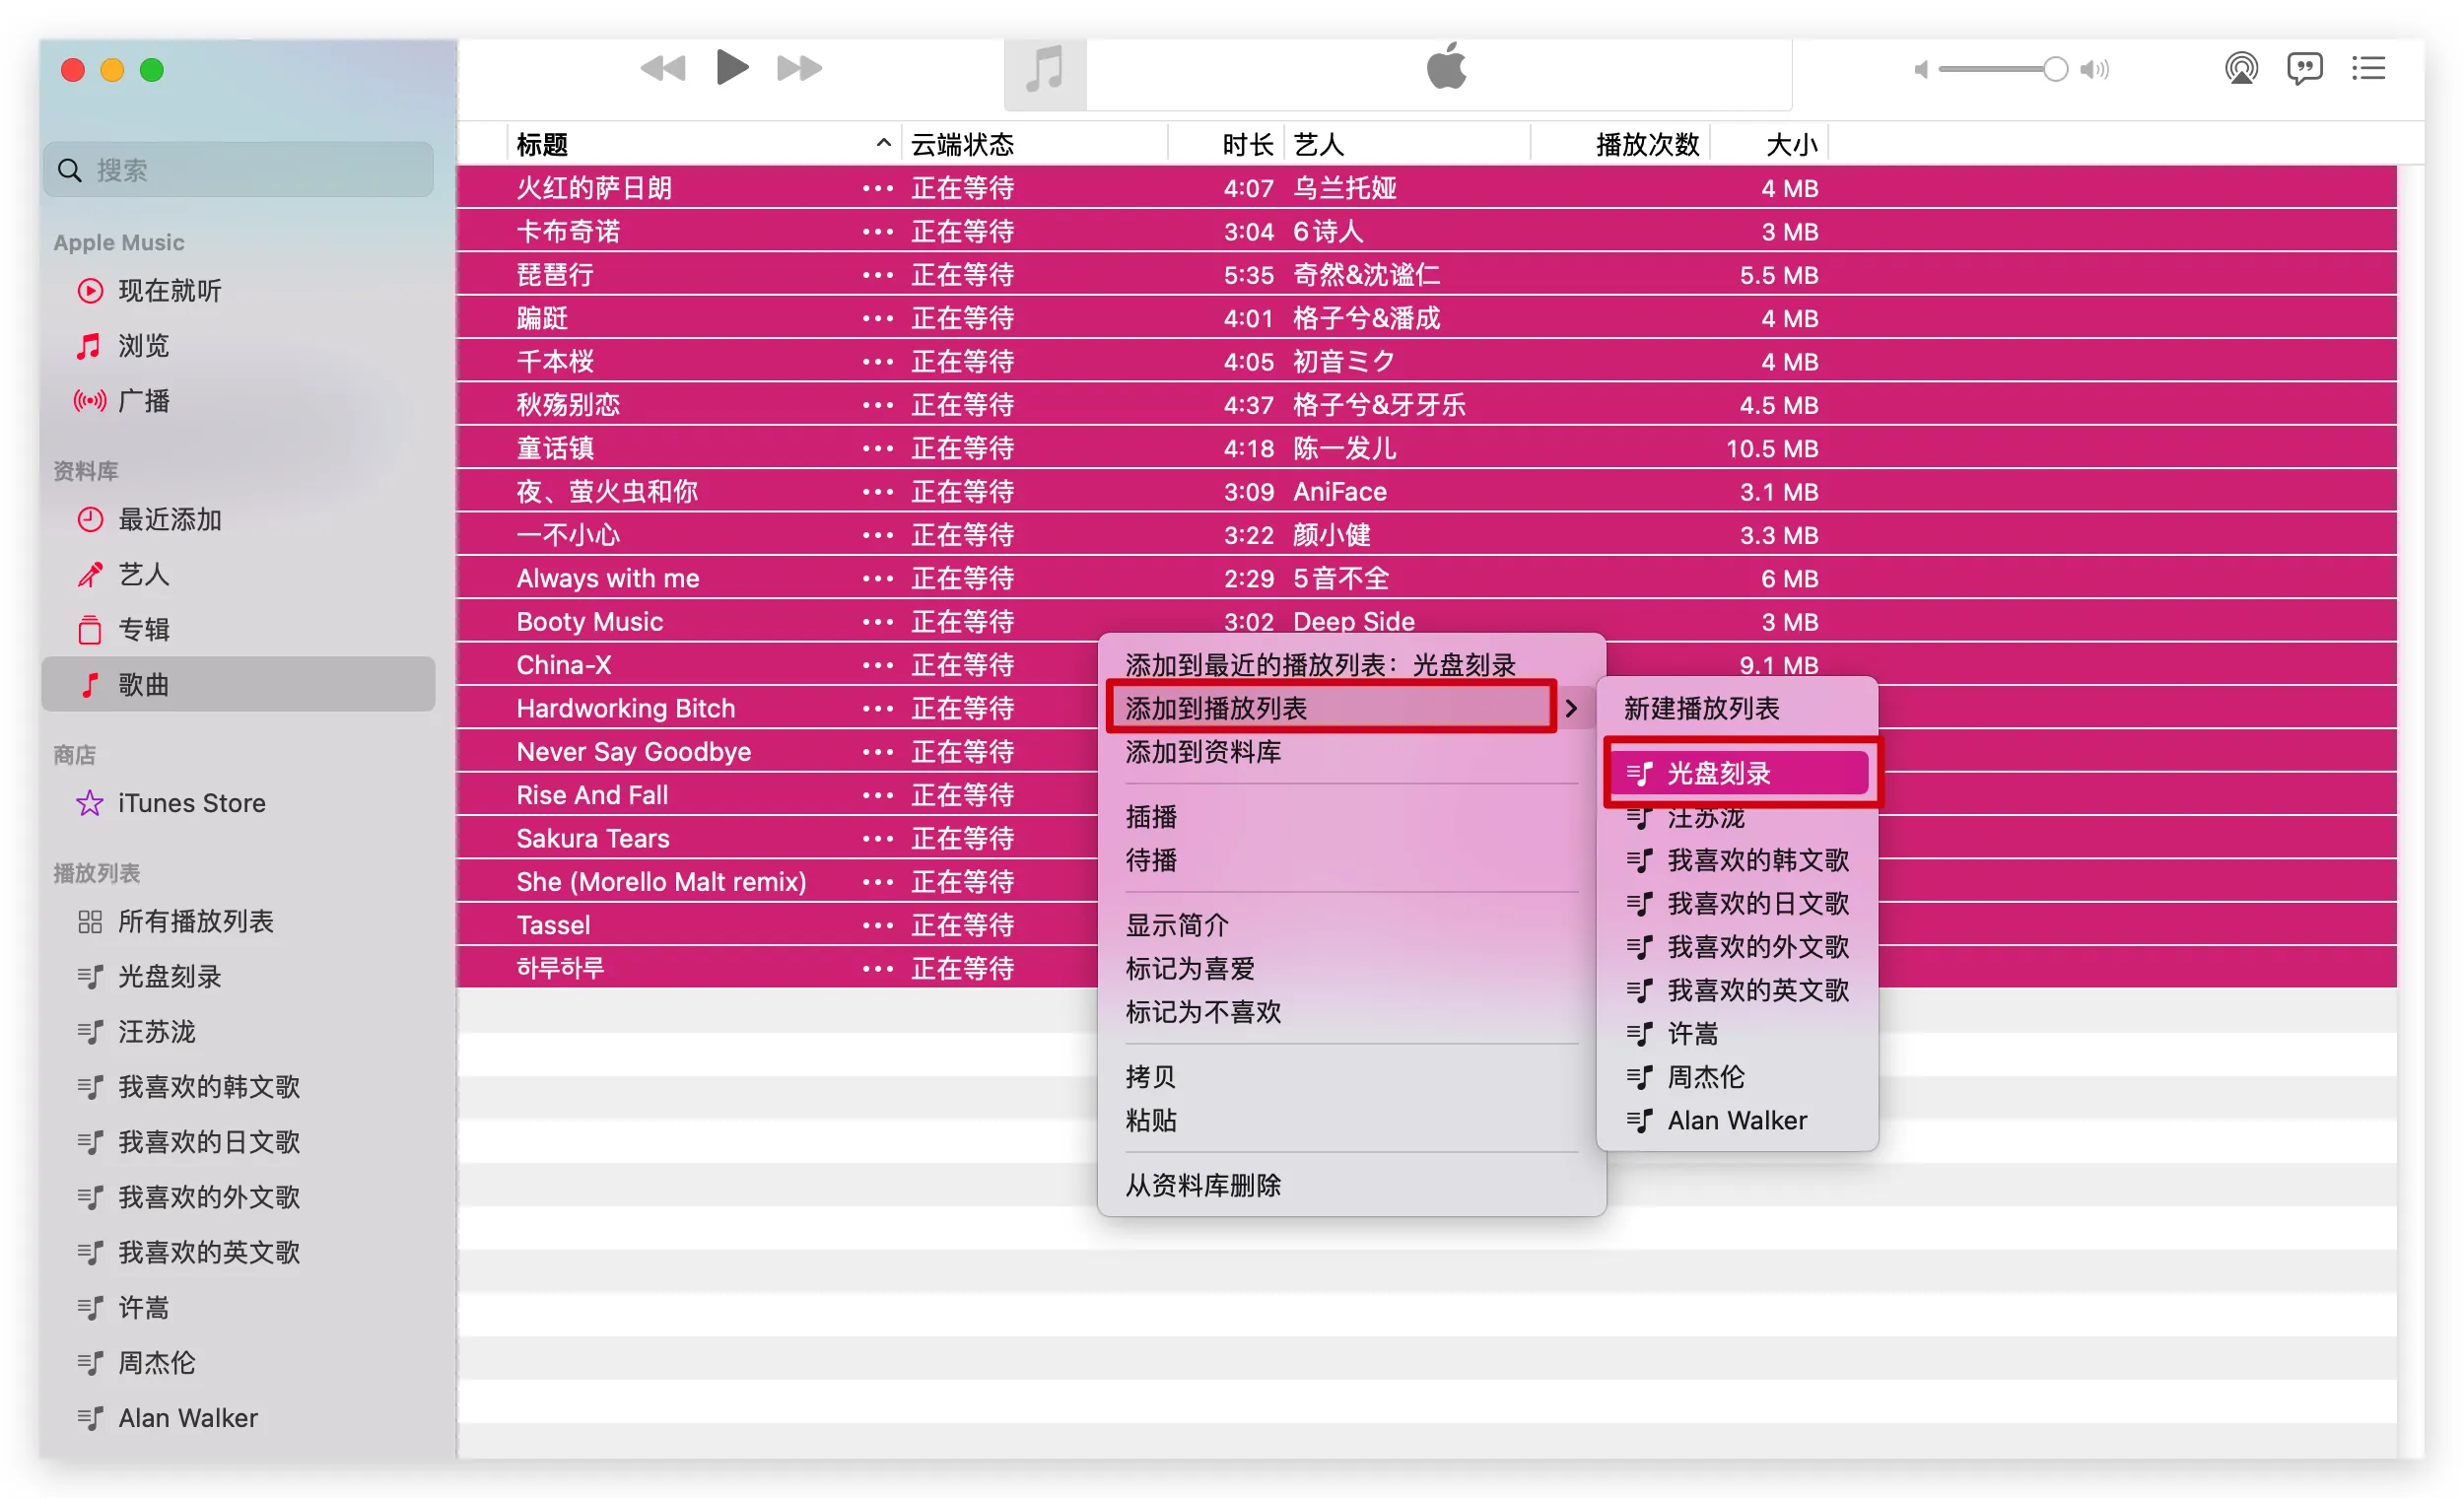 搜索
Apple Music
现在就听
浏览
广播
资料库
最近添加
艺人
专辑
歌曲
商店
iTunes Store
播放列表
所有播放列表
光盘刻录
汪苏泷
我喜欢的韩文歌
我喜欢的日文歌
我喜欢的外文歌
我喜欢的英文歌
许嵩
周杰伦
Alan Walker
标题 云端状态 时长 艺人 播放次数 大小
火红的萨日朗 ••• 正在等待 4:07 乌兰托娅 4 MB
卡布奇诺 ••• 正在等待 3:04 6诗人 3 MB
琵琶行 ••• 正在等待 5:35 奇然&沈谧仁 5.5 MB
蹁跹 ••• 正在等待 4:01 格子兮&潘成 4 MB
千本桜 ••• 正在等待 4:05 初音ミク 4 MB
秋殇别恋 ••• 正在等待 4:37 格子兮&牙牙乐 4.5 MB
童话镇 ••• 正在等待 4:18 陈一发儿 10.5 MB
夜、萤火虫和你 ••• 正在等待 3:09 AniFace 3.1 MB
一不小心 ••• 正在等待 3:22 颜小健 3.3 MB
Always with me ••• 正在等待 2:29 5音不全 6 MB
Booty Music ••• 正在等待 3:02 Deep Side 3 MB
China-X ••• 正在等待 9.1 MB
Hardworking Bitch ••• 正在等待
Never Say Goodbye ••• 正在等待
Rise And Fall ••• 正在等待
Sakura Tears ••• 正在等待
She (Morello Malt remix) ••• 正在等待
Tassel ••• 正在等待
하루하루 ••• 正在等待
添加到最近的播放列表：光盘刻录
添加到播放列表
添加到资料库
插播
待播
显示简介
标记为喜爱
标记为不喜欢
拷贝
粘贴
从资料库删除
新建播放列表
光盘刻录
汪苏泷
我喜欢的韩文歌
我喜欢的日文歌
我喜欢的外文歌
我喜欢的英文歌
许嵩
周杰伦
Alan Walker